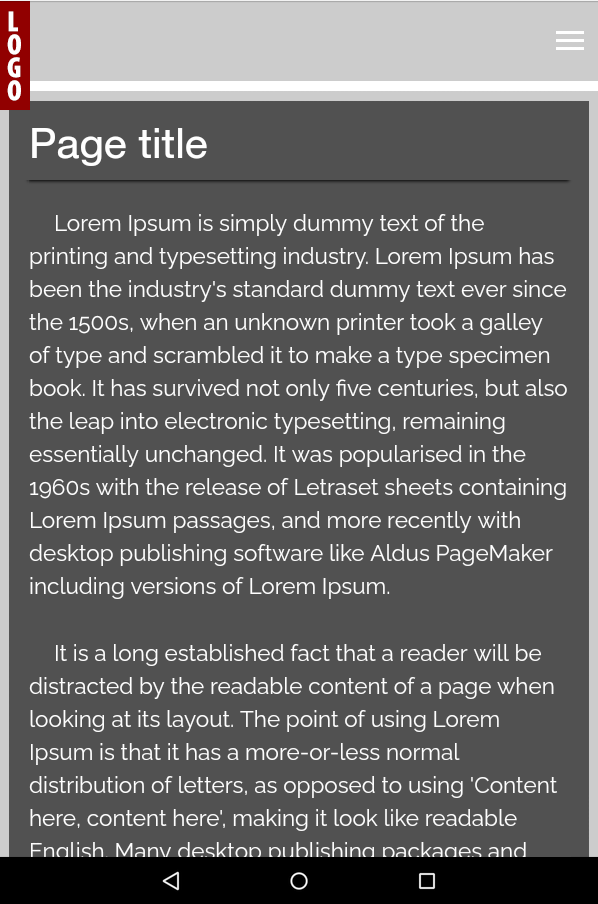 LOGO
Page title
Lorem Ipsum is simply dummy text of the
printing and typesetting industry. Lorem Ipsum has
been the industry's standard dummy text ever since
the 1500s, when an unknown printer took a galley
of type and scrambled it to make a type specimen
book. It has survived not only five centuries, but also
the leap into electronic typesetting, remaining
essentially unchanged. It was popularised in the
1960s with the release of Letraset sheets containing
Lorem Ipsum passages, and more recently with
desktop publishing software like Aldus PageMaker
including versions of Lorem Ipsum.
It is a long established fact that a reader will be
distracted by the readable content of a page when
looking at its layout. The point of using Lorem
Ipsum is that it has a more-or-less normal
distribution of letters, as opposed to using 'Content
here, content here', making it look like readable
English. Many desktop publishing packages and